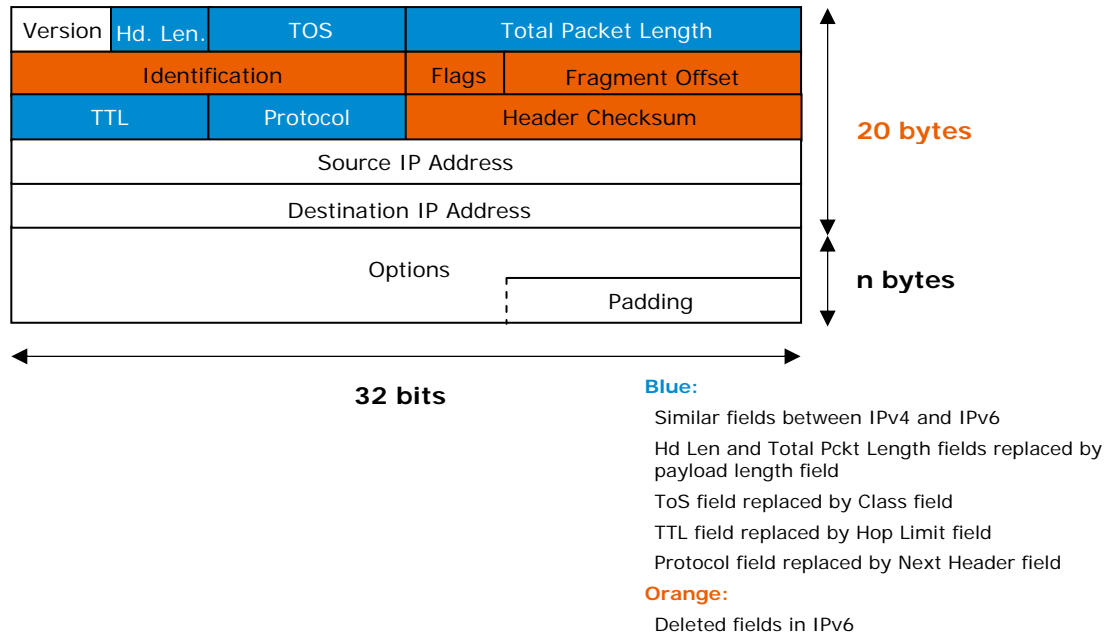 Version Hd. Len. TOS Total Packet Length
Identification Flags Fragment Offset
TTL Protocol Header Checksum
20 bytes
Source IP Address
Destination IP Address
Options
n bytes
Padding
32 bits
Blue:
Similar fields between IPv4 and IPv6
Hd Len and Total Pckt Length fields replaced by
payload length field
ToS field replaced by Class field
TTL field replaced by Hop Limit field
Protocol field replaced by Next Header field
Orange:
Deleted fields in IPv6